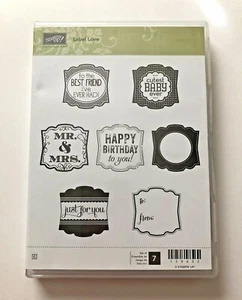 Label Love
to the
BEST FRIEND
I'VE
EVER HAD!
cutest
BABY
ever
MR.
&
MRS.
HAPPY
BIRTHDAY
to you!
just for you
To:
From:
7